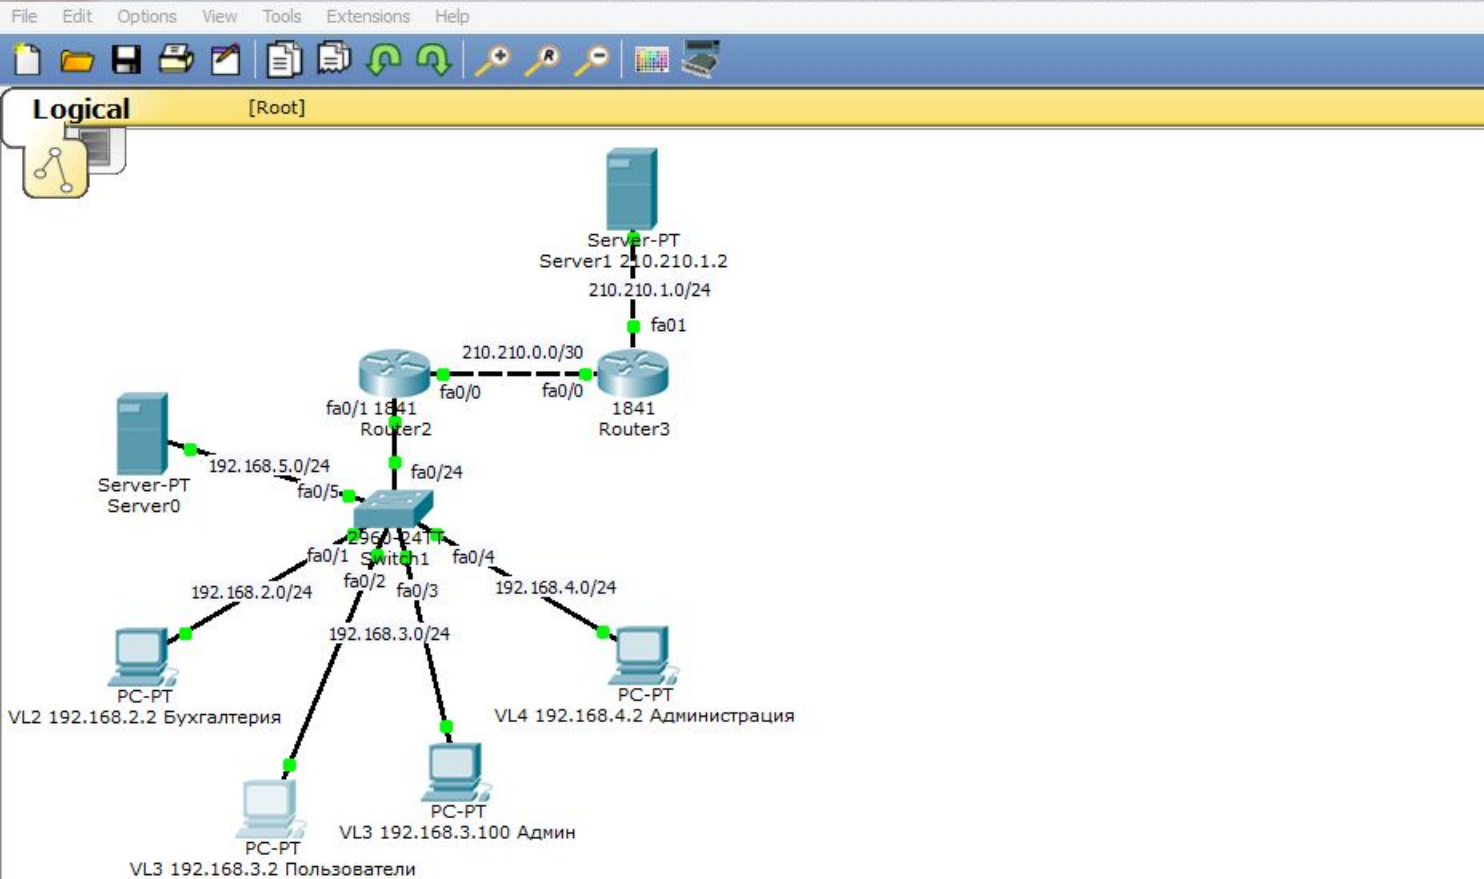 File Edit Options View Tools Extensions Help
Logical [Root]
Server-PT
Server1 210.210.1.2
210.210.1.0/24
fa01
210.210.0.0/30
fa0/0 fa0/0
fa0/1 1841
Router2
1841
Router3
192.168.5.0/24
fa0/24
Server-PT
Server0
fa0/5
2960-24TT
Switch1
fa0/1
fa0/2
fa0/3
fa0/4
192.168.2.0/24
192.168.4.0/24
192.168.3.0/24
PC-PT
VL2 192.168.2.2 Бухгалтерия
PC-PT
VL4 192.168.4.2 Администрация
PC-PT
VL3 192.168.3.100 Админ
PC-PT
VL3 192.168.3.2 Пользователи